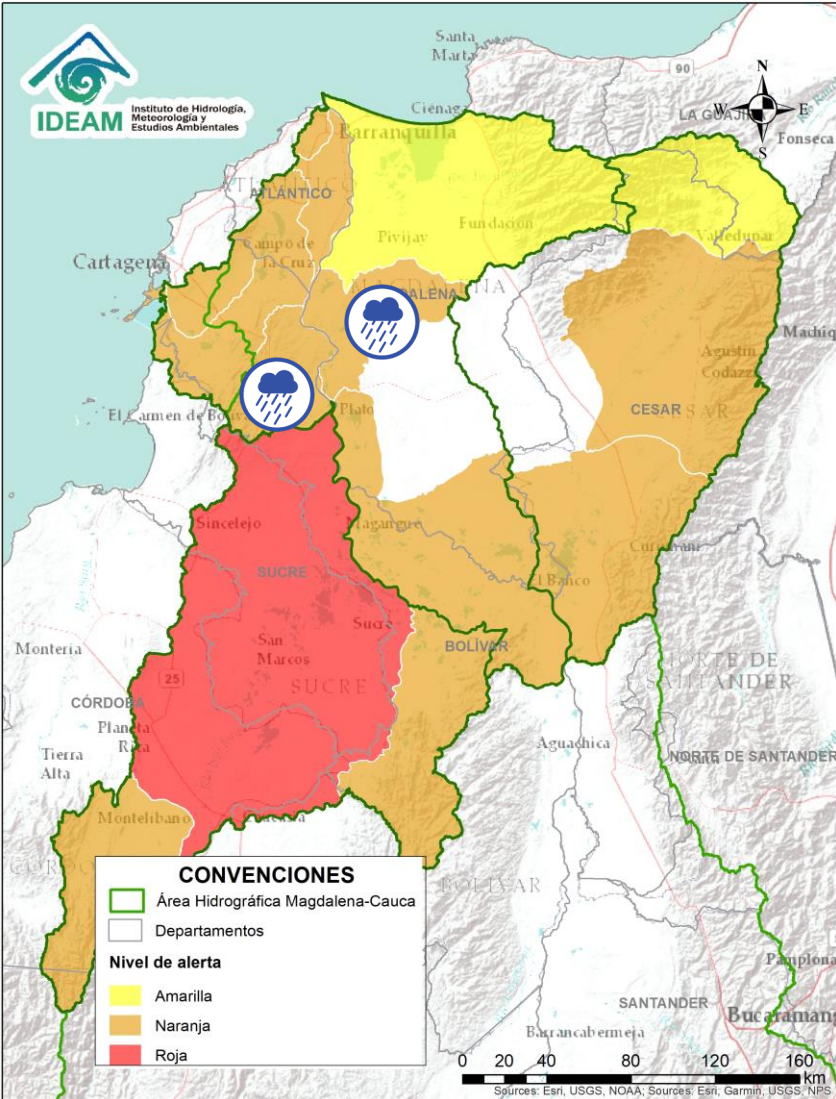 IDEAM
Instituto de Hidrología,
Meteorología y
Estudios Ambientales
Santa
Marta
90
N
W
E
S
LA GUAJIRA
Fonseca
Ciénaga
Barranquilla
ATLÁNTICO
Pivijay
Fundación
Valledupar
Cartagena
Campo de
la Cruz
MAGDALENA
Agustín
Codazzi
El Carmen de Bolívar
Plato
CESAR
CESAR
Sincelejo
Magangué
Curumaní
SUCRE
El Banco
Sucre
San
Marcos
BOLÍVAR
Montería
SUCRE
NORTE DE
SANTANDER
25
CÓRDOBA
Planeta
Rica
Tierra
Alta
Aguachica
NORTE DE SANTANDER
Montelíbano
BOLÍVAR
CONVENCIONES
Área Hidrográfica Magdalena-Cauca
Departamentos
Nivel de alerta
Amarilla
Naranja
Roja
Pamplona
SANTANDER
Bucaramang
Barrancabermeja
0 20 40 80 120 160
km
Sources: Esri, USGS, NOAA; Sources: Esri, Garmin, USGS, NPS